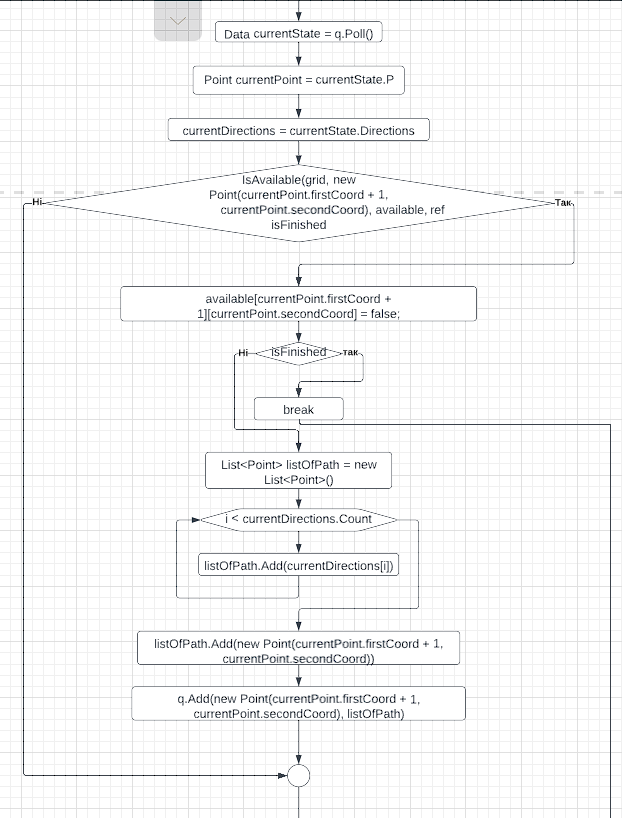 Data currentState = q.Poll()
Point currentPoint = currentState.P
currentDirections = currentState.Directions
IsAvailable(grid, new
Point(currentPoint.firstCoord + 1,
currentPoint.secondCoord), available, ref
isFinished
Ні
Так
available[currentPoint.firstCoord +
1][currentPoint.secondCoord] = false;
Ні
isFinished
так
break
List<Point> listOfPath = new
List<Point>()
i < currentDirections.Count
listOfPath.Add(currentDirections[i])
listOfPath.Add(new Point(currentPoint.firstCoord + 1,
currentPoint.secondCoord))
q.Add(new Point(currentPoint.firstCoord + 1,
currentPoint.secondCoord), listOfPath)